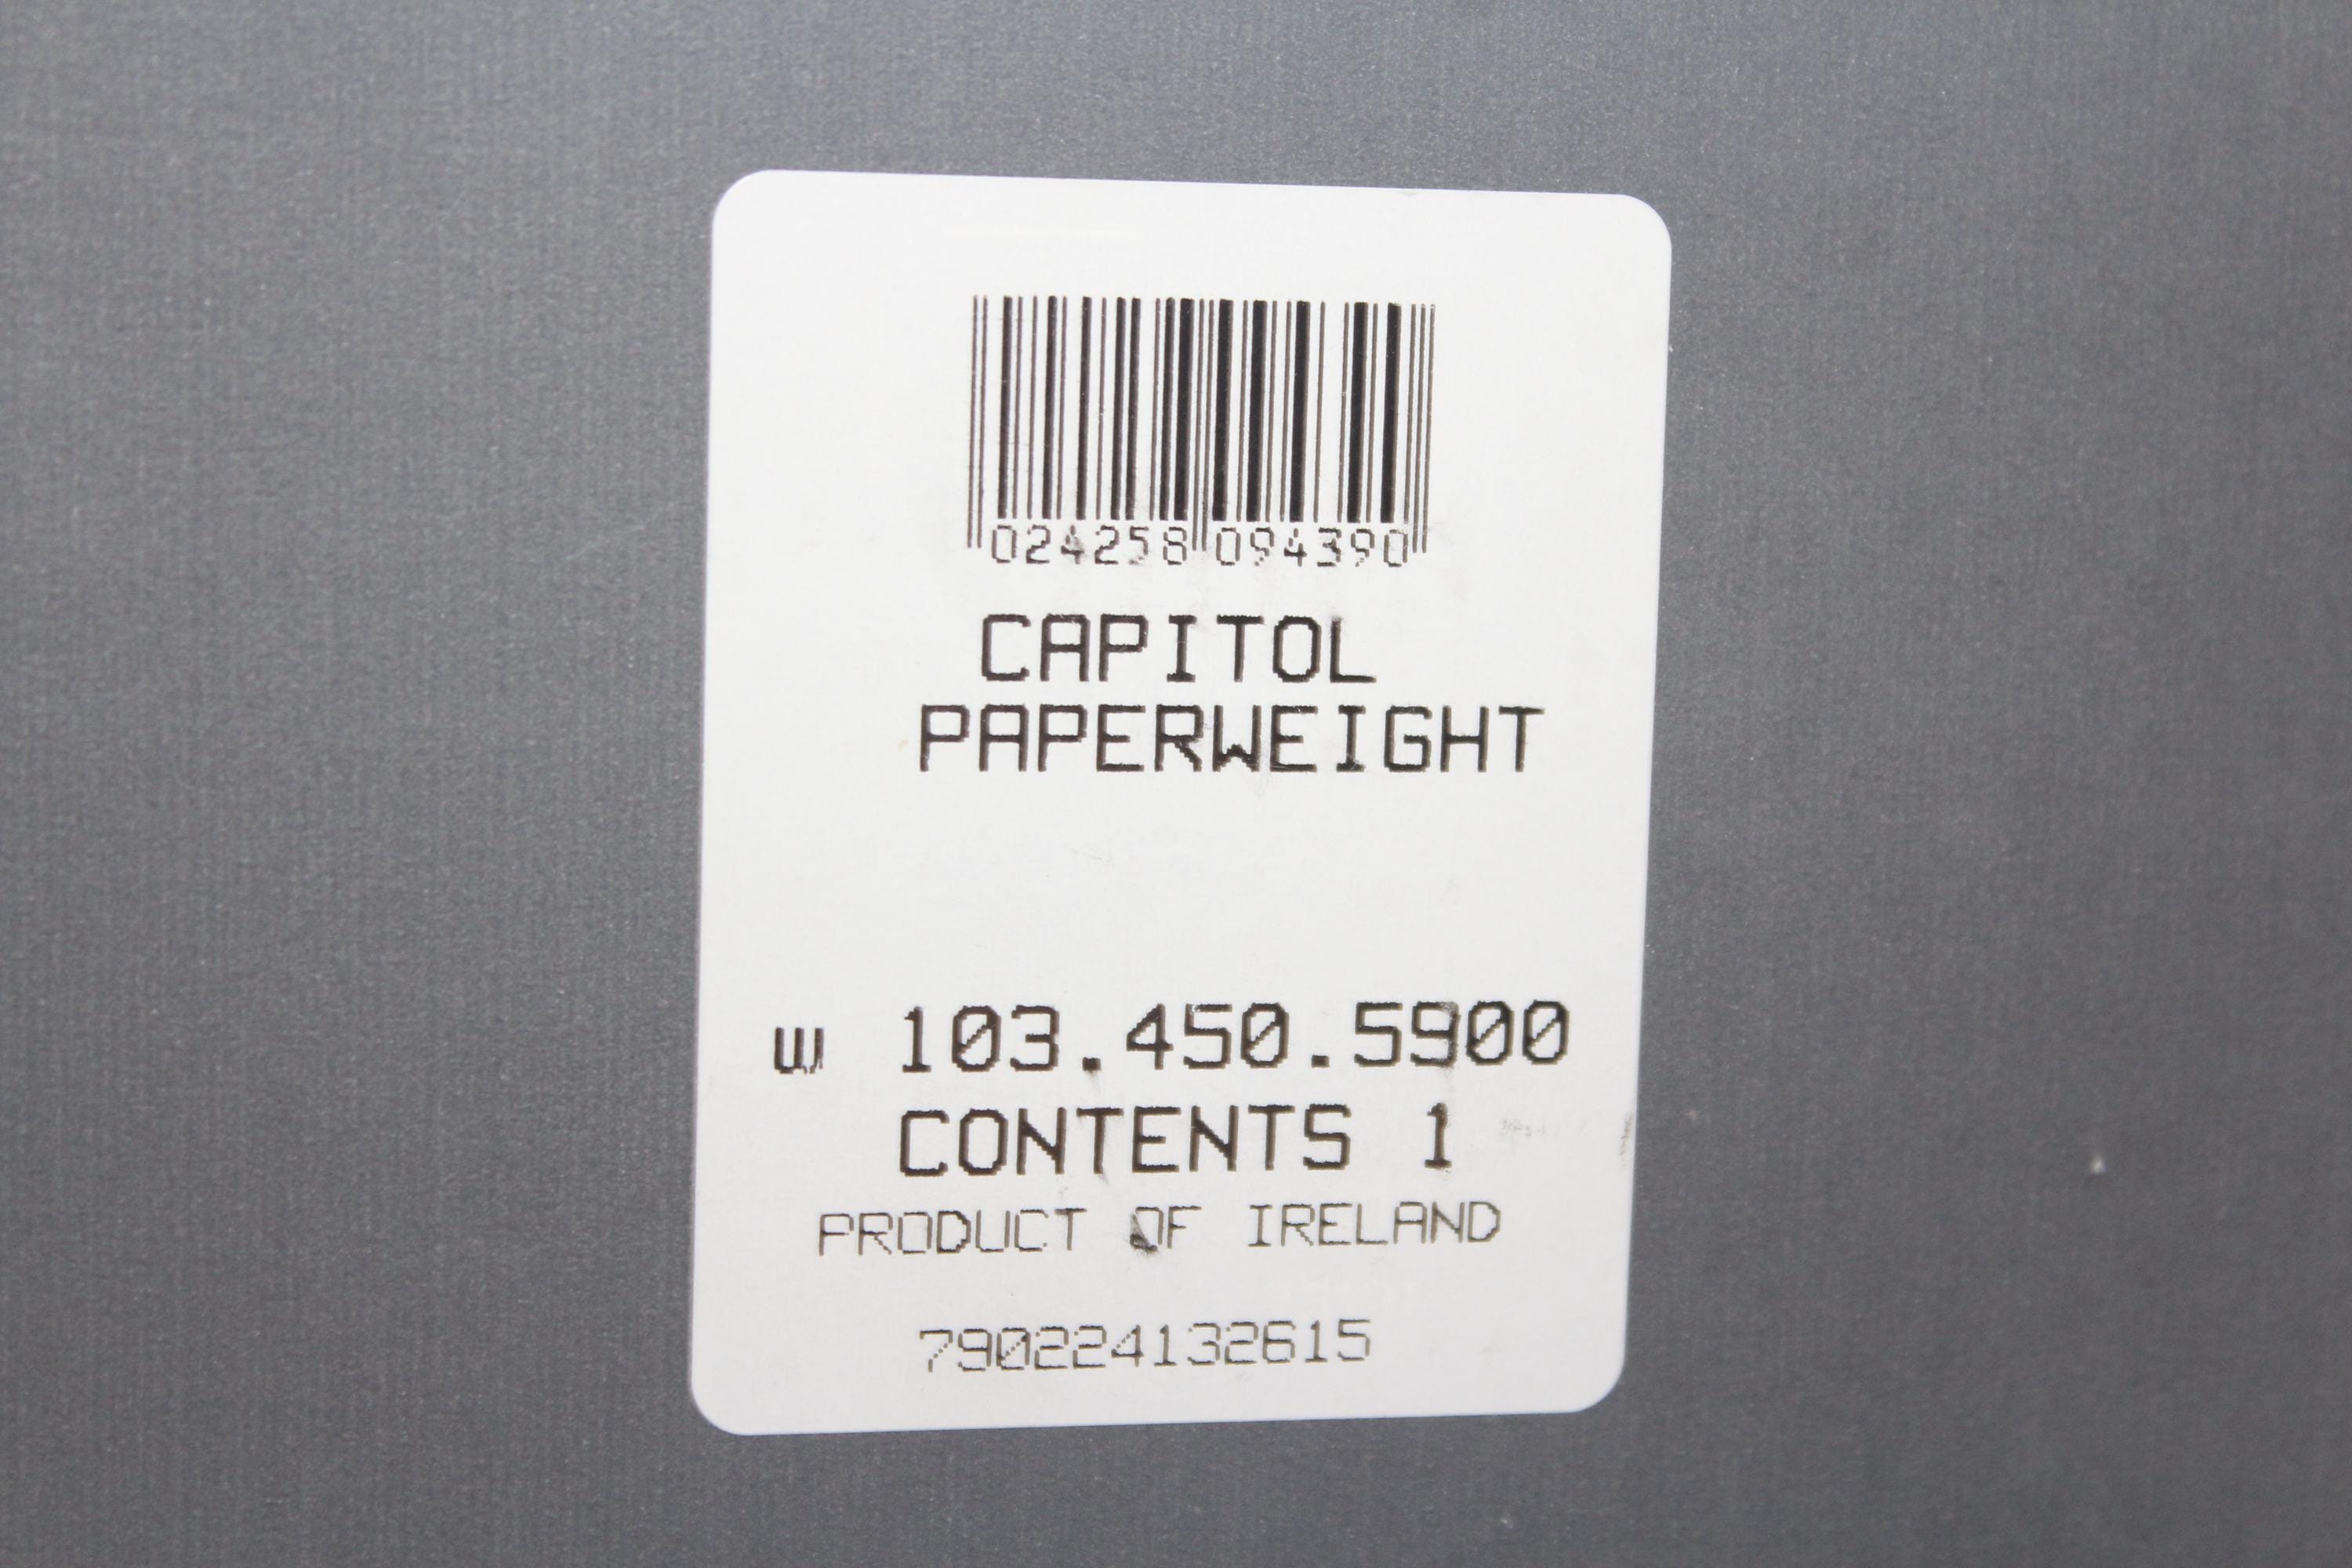 024258 094390
CAPITOL
PAPERWEIGHT
W 103.450.5900
CONTENTS 1
PRODUCT OF IRELAND
790224132615